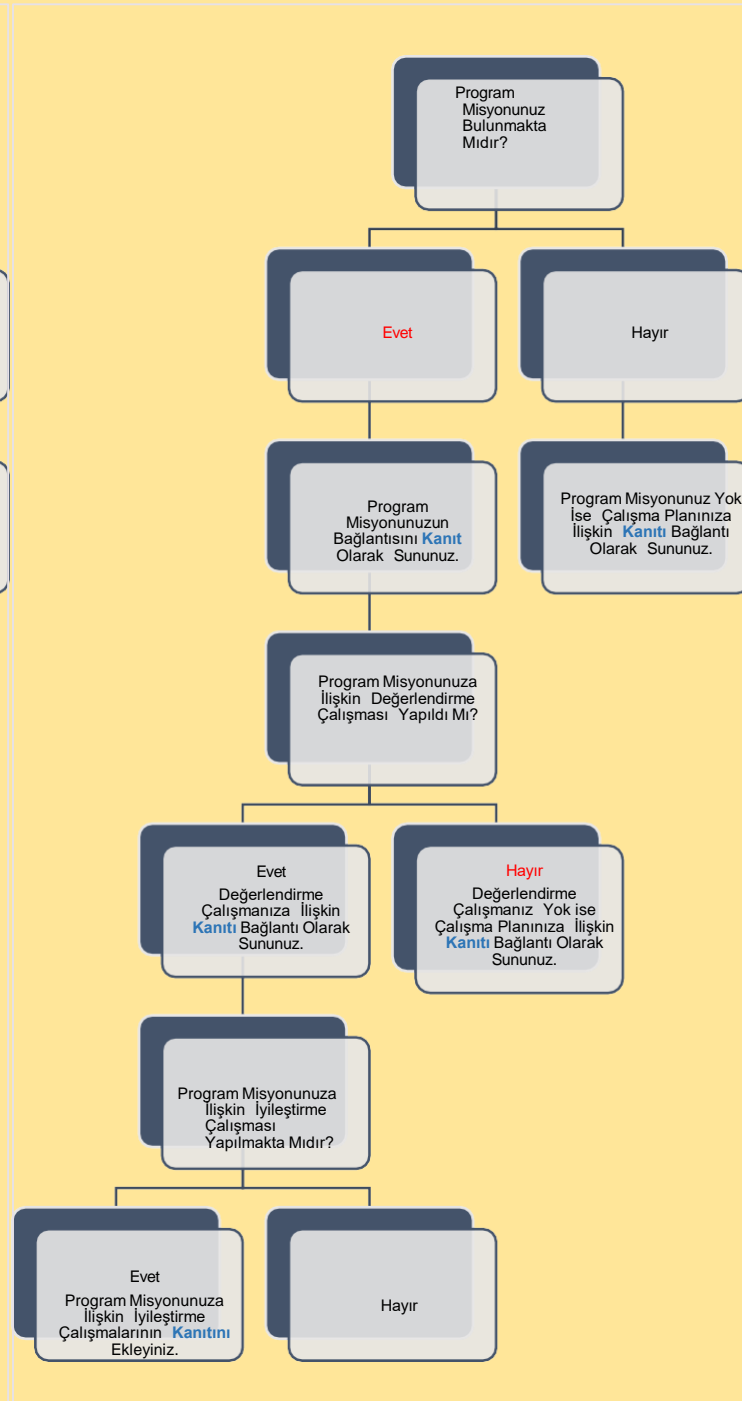 Program
Misyonunuz
Bulunmakta
Mıdır?
Evet
Hayır
Program
Misyonunuzun
Bağlantısını Kanıt
Olarak Sununuz.
Program Misyonunuz Yok
İse Çalışma Planınıza
İlişkin Kanıtı Bağlantı
Olarak Sununuz.
Program Misyonunuza
İlişkin Değerlendirme
Çalışması Yapıldı Mı?
Evet
Değerlendirme
Çalışmanıza İlişkin
Kanıtı Bağlantı Olarak
Sununuz.
Hayır
Değerlendirme
Çalışmanız Yok ise
Çalışma Planınıza İlişkin
Kanıtı Bağlantı Olarak
Sununuz.
Program Misyonunuza
İlişkin İyileştirme
Çalışması
Yapılmakta Mıdır?
Evet
Program Misyonunuza
İlişkin İyileştirme
Çalışmalarının Kanıtını
Ekleyiniz.
Hayır